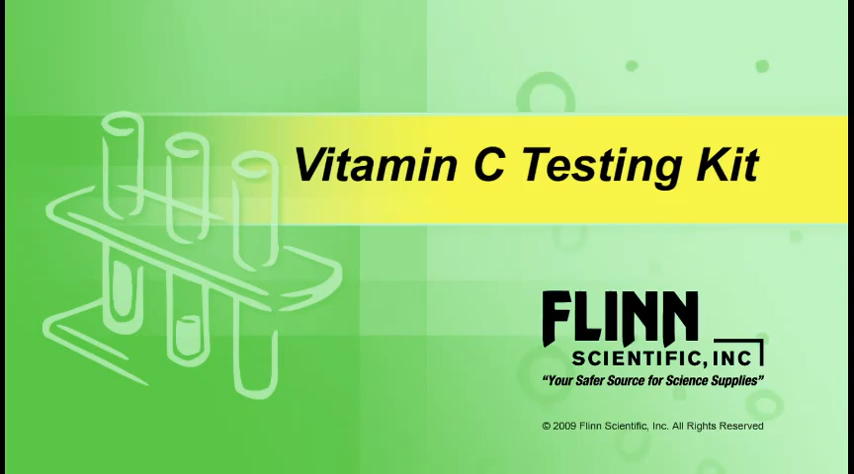 Vitamin C Testing Kit
FLINN
SCIENTIFIC, INC
“Your Safer Source for Science Supplies”
© 2009 Flinn Scientific, Inc. All Rights Reserved